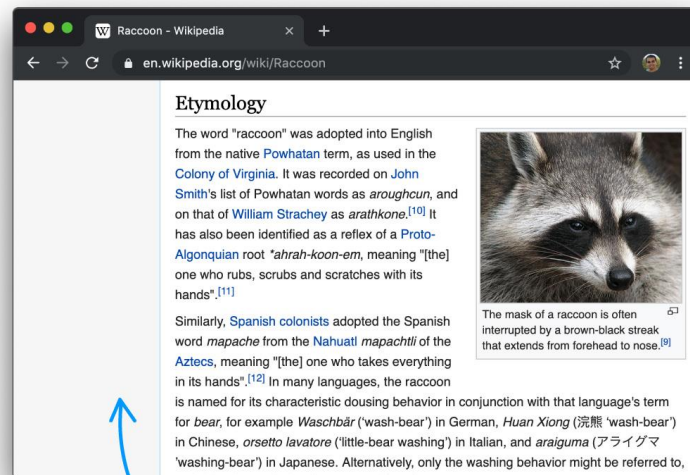 Raccoon - Wikipedia
en.wikipedia.org/wiki/Raccoon
Etymology
The word "raccoon" was adopted into English
from the native Powhatan term, as used in the
Colony of Virginia. It was recorded on John
Smith's list of Powhatan words as aroughcun, and
on that of William Strachey as arathkone.[10] It
has also been identified as a reflex of a Proto-
Algonquian root *ahrah-koon-em, meaning "[the]
one who rubs, scrubs and scratches with its
hands".[11]
Similarly, Spanish colonists adopted the Spanish
word mapache from the Nahuatl mapachtli of the
Aztecs, meaning "[the] one who takes everything
in its hands".[12] In many languages, the raccoon
is named for its characteristic dousing behavior in conjunction with that language's term
for bear, for example Waschbär ('wash-bear') in German, Huan Xiong (浣熊 'wash-bear')
in Chinese, orsetto lavatore ('little-bear washing') in Italian, and araiguma (アライグマ
'washing-bear') in Japanese. Alternatively, only the washing behavior might be referred to,
The mask of a raccoon is often
interrupted by a brown-black streak
that extends from forehead to nose.[9]